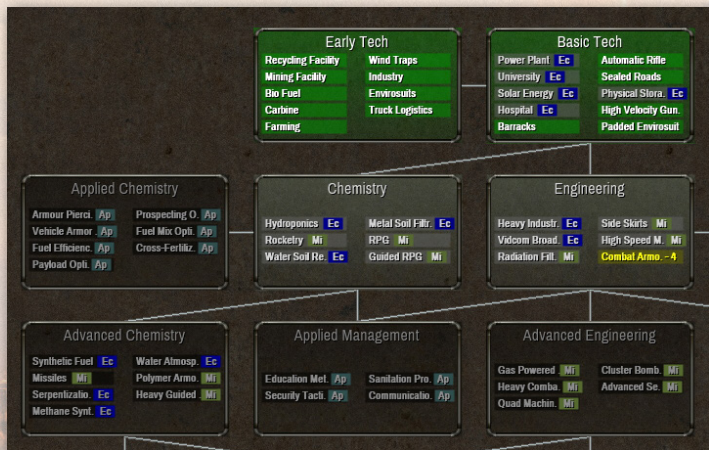 Early Tech
Recycling Facility Wind Traps
Mining Facility Industry
Bio Fuel Envirosuits
Carbine Truck Logistics
Farming
Basic Tech
Power Plant Ec Automatic Rifle
University Ec Sealed Roads
Solar Energy Ec Physical Stora. Ec
Hospital Ec High Velocity Gun.
Barracks Padded Envirosuit
Applied Chemistry
Armour Pierci. Ap Prospecting O. Ap
Vehicle Armor . Ap Fuel Mix Opti. Ap
Fuel Efficienc. Ap Cross-Fertiliz. Ap
Payload Opti. Ap
Chemistry
Hydroponics Ec Metal Soil Filtr. Ec
Rocketry Mi RPG Mi
Water Soil Re. Ec Guided RPG Mi
Engineering
Heavy Industr. Ec Side Skirts Mi
Vidcom Broad. Ec High Speed M. Mi
Radiation Filt. Mi Combat Armo. - 4
Advanced Chemistry
Synthetic Fuel Ec Water Atmosp. Ec
Missiles Mi Polymer Armo. Mi
Serpentizatio. Ec Heavy Guided . Mi
Methane Synt. Ec
Applied Management
Education Met. Ap Sanitation Pro. Ap
Security Tacti. Ap Communicatio. Ap
Advanced Engineering
Gas Powered . Mi Cluster Bomb. Mi
Heavy Comba. Mi Advanced Se. Mi
Quad Machin. Mi